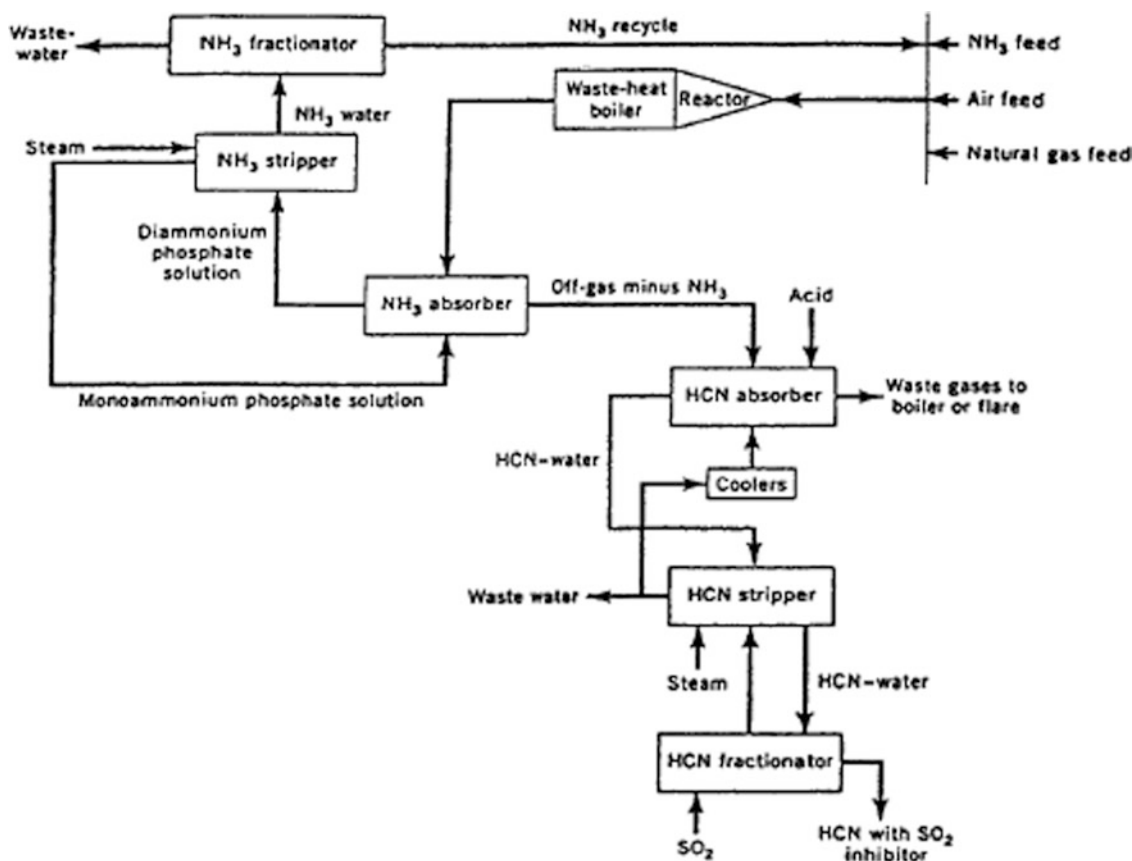 Waste-
water
NH₃ fractionator
NH₃ recycle
NH₃ feed
Waste-heat
boiler
Reactor
Air feed
NH₃ water
Steam
NH₃ stripper
Natural gas feed
Diammonium
phosphate
solution
NH₃ absorber
Off-gas minus NH₃
Acid
Monoammonium phosphate solution
HCN absorber
Waste gases to
boiler or flare
HCN-water
Coolers
Waste water
HCN stripper
Steam
HCN-water
HCN fractionator
SO₂
HCN with SO₂
inhibitor